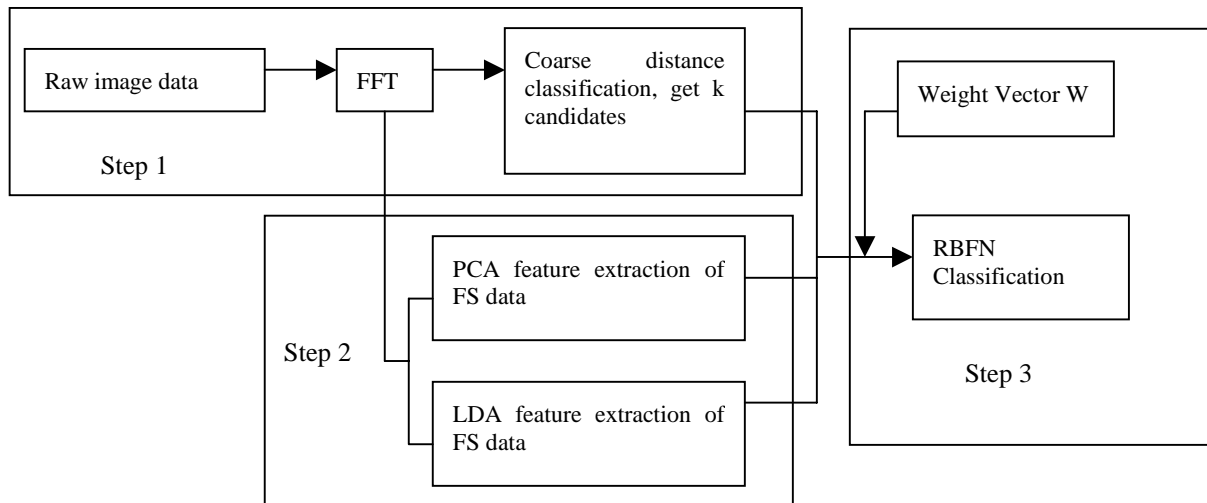 Raw image data
FFT
Coarse distance
classification, get k
candidates
Step 1
Weight Vector W
PCA feature extraction of
FS data
RBFN
Classification
Step 2
LDA feature extraction of
FS data
Step 3